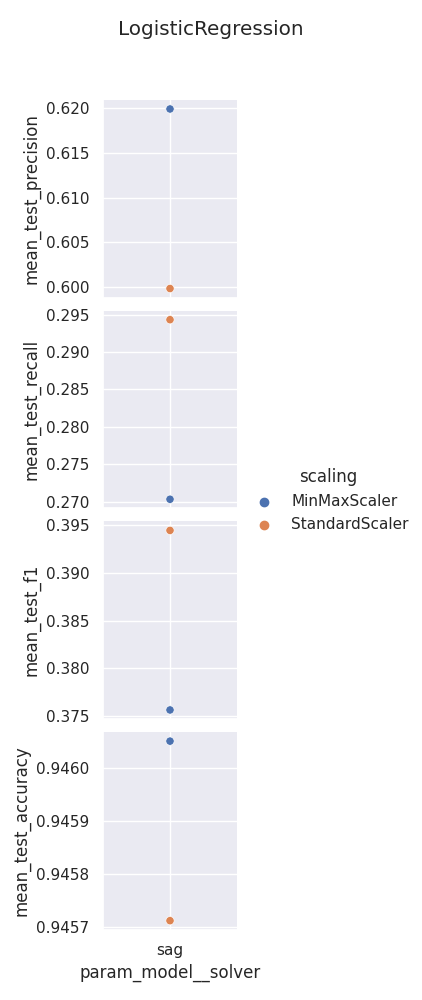 LogisticRegression
mean_test_precision
0.620
0.615
0.610
0.605
0.600
mean_test_recall
0.295
0.290
0.285
0.280
0.275
0.270
scaling
MinMaxScaler
StandardScaler
mean_test_f1
0.395
0.390
0.385
0.380
0.375
mean_test_accuracy
0.9460
0.9459
0.9458
0.9457
sag
param_model__solver